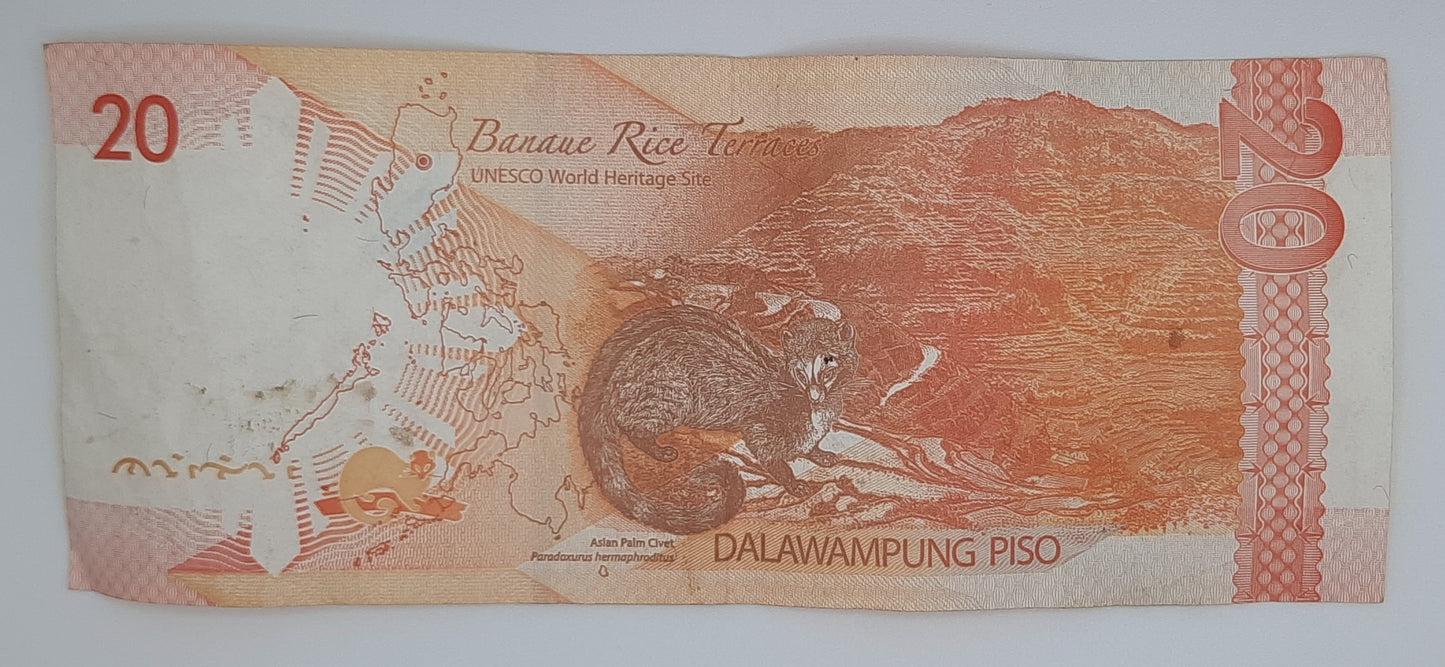 20
Banaue Rice Terraces
UNESCO World Heritage Site
20
Asian Palm Civet
Paradoxurus hermaphroditus
DALAWAMPUNG PISO